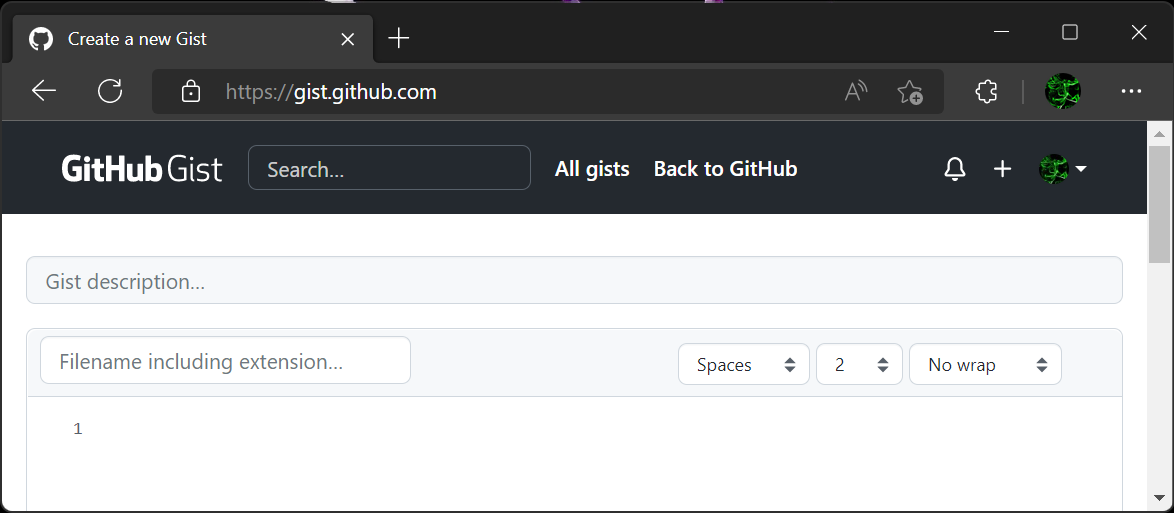 Create a new Gist
https://gist.github.com
GitHub Gist
Search...
All gists
Back to GitHub
Gist description...
Filename including extension...
Spaces
2
No wrap
1